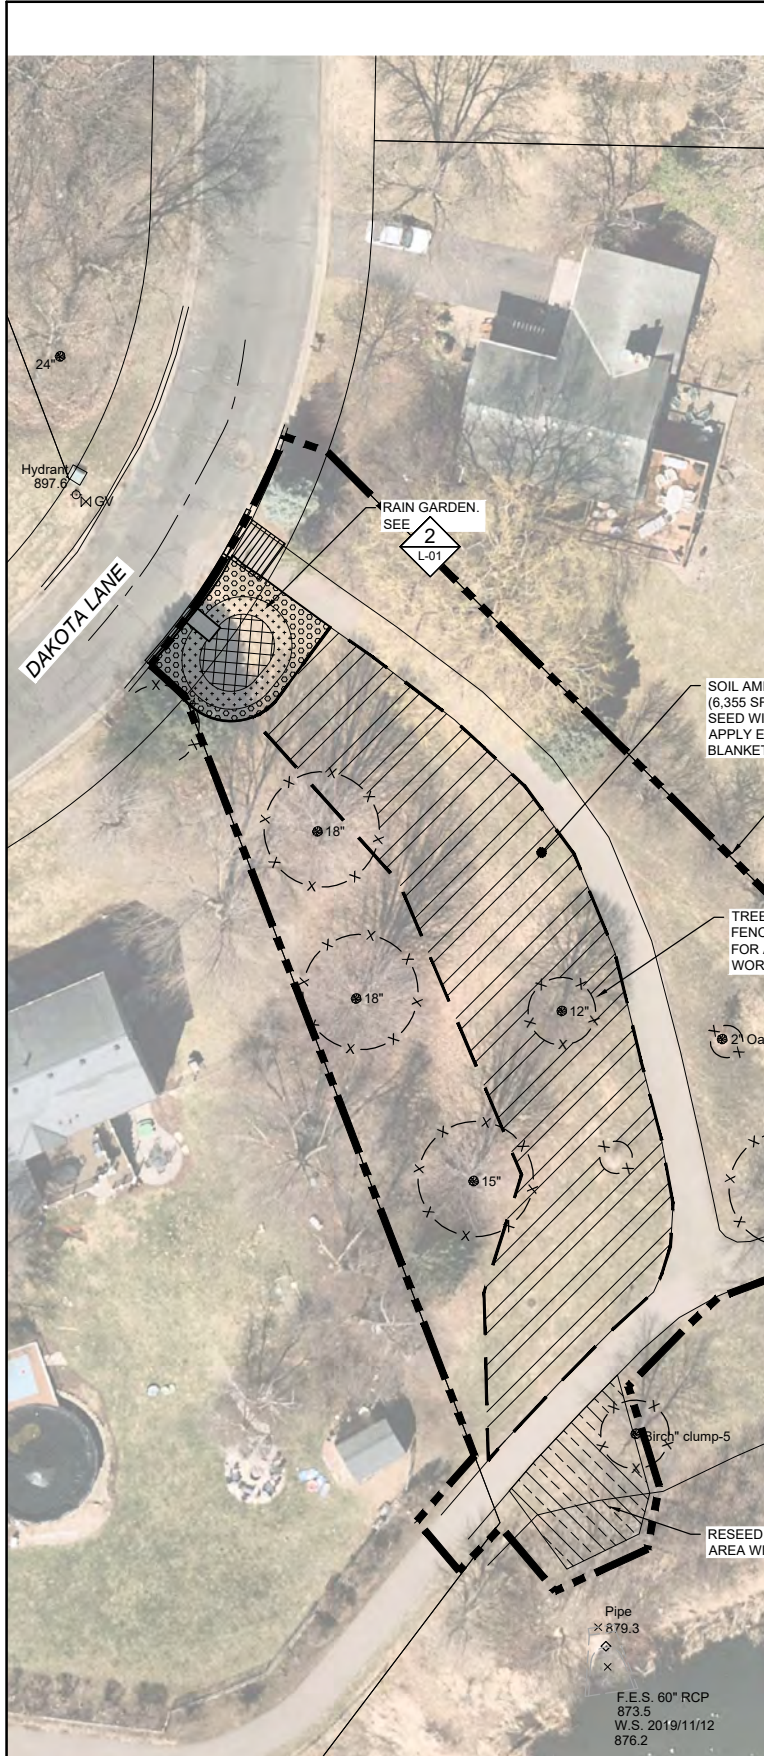 24"
Hydrant
897.6
GV
DAKOTA LANE
RAIN GARDEN.
SEE
2
L-01
SOIL AM
(6,355 SF
SEED WI
APPLY E
BLANKET
18"
TREE
FENC
FOR
WOR
18"
12"
2" Oa
15"
Birch" clump-5
RESEED
AREA WI
Pipe
879.3
F.E.S. 60" RCP
873.5
W.S. 2019/11/12
876.2